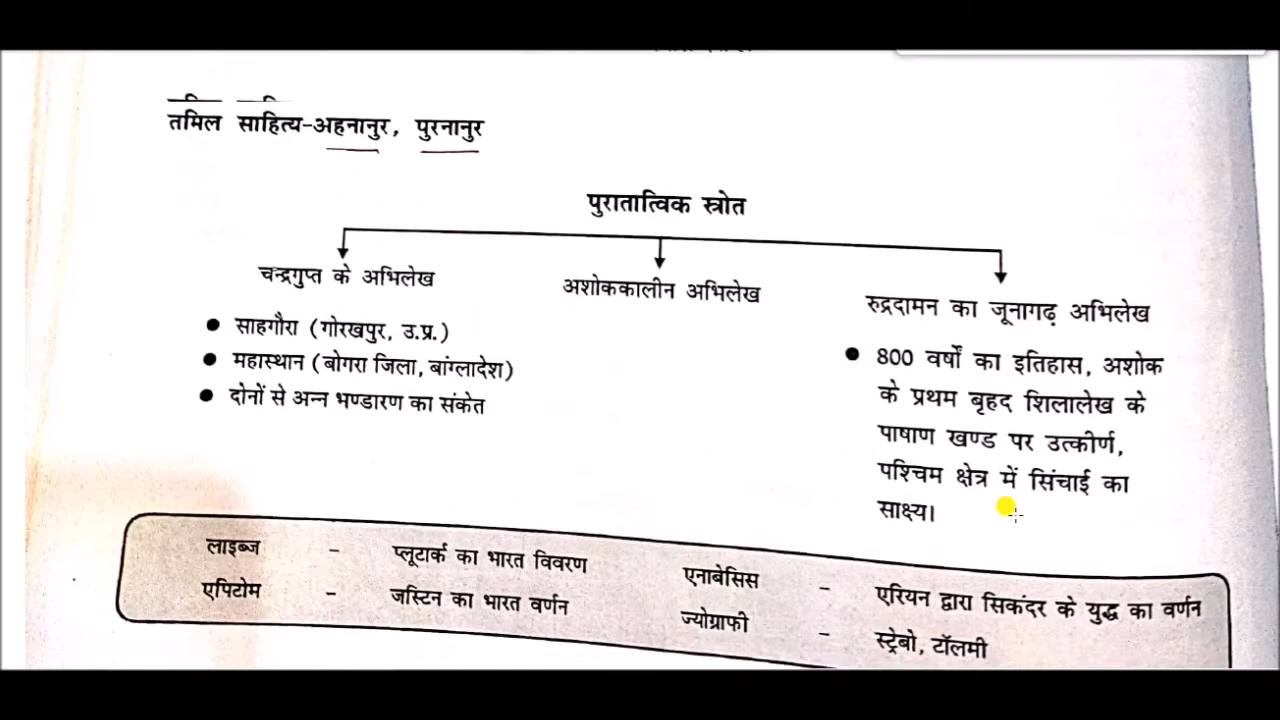 तमिल साहित्य-अहनानुर, पुरनानुर
पुरातात्विक स्त्रोत
चन्द्रगुप्त के अभिलेख
• साहगौरा (गोरखपुर, उ.प्र.)
• महास्थान (बोगरा जिला, बांग्लादेश)
• दोनों से अन्न भण्डारण का संकेत
अशोककालीन अभिलेख
रुद्रदामन का जूनागढ़ अभिलेख
• 800 वर्षों का इतिहास, अशोक
के प्रथम बृहद शिलालेख के
पाषाण खण्ड पर उत्कीर्ण,
पश्चिम क्षेत्र में सिंचाई का
साक्ष्य।
लाइब्ज - प्लूटार्क का भारत विवरण
एपिटोम - जस्टिन का भारत वर्णन
एनाबेसिस - एरियन द्वारा सिकंदर के युद्ध का वर्णन
ज्योग्राफी - स्ट्रेबो, टॉलमी